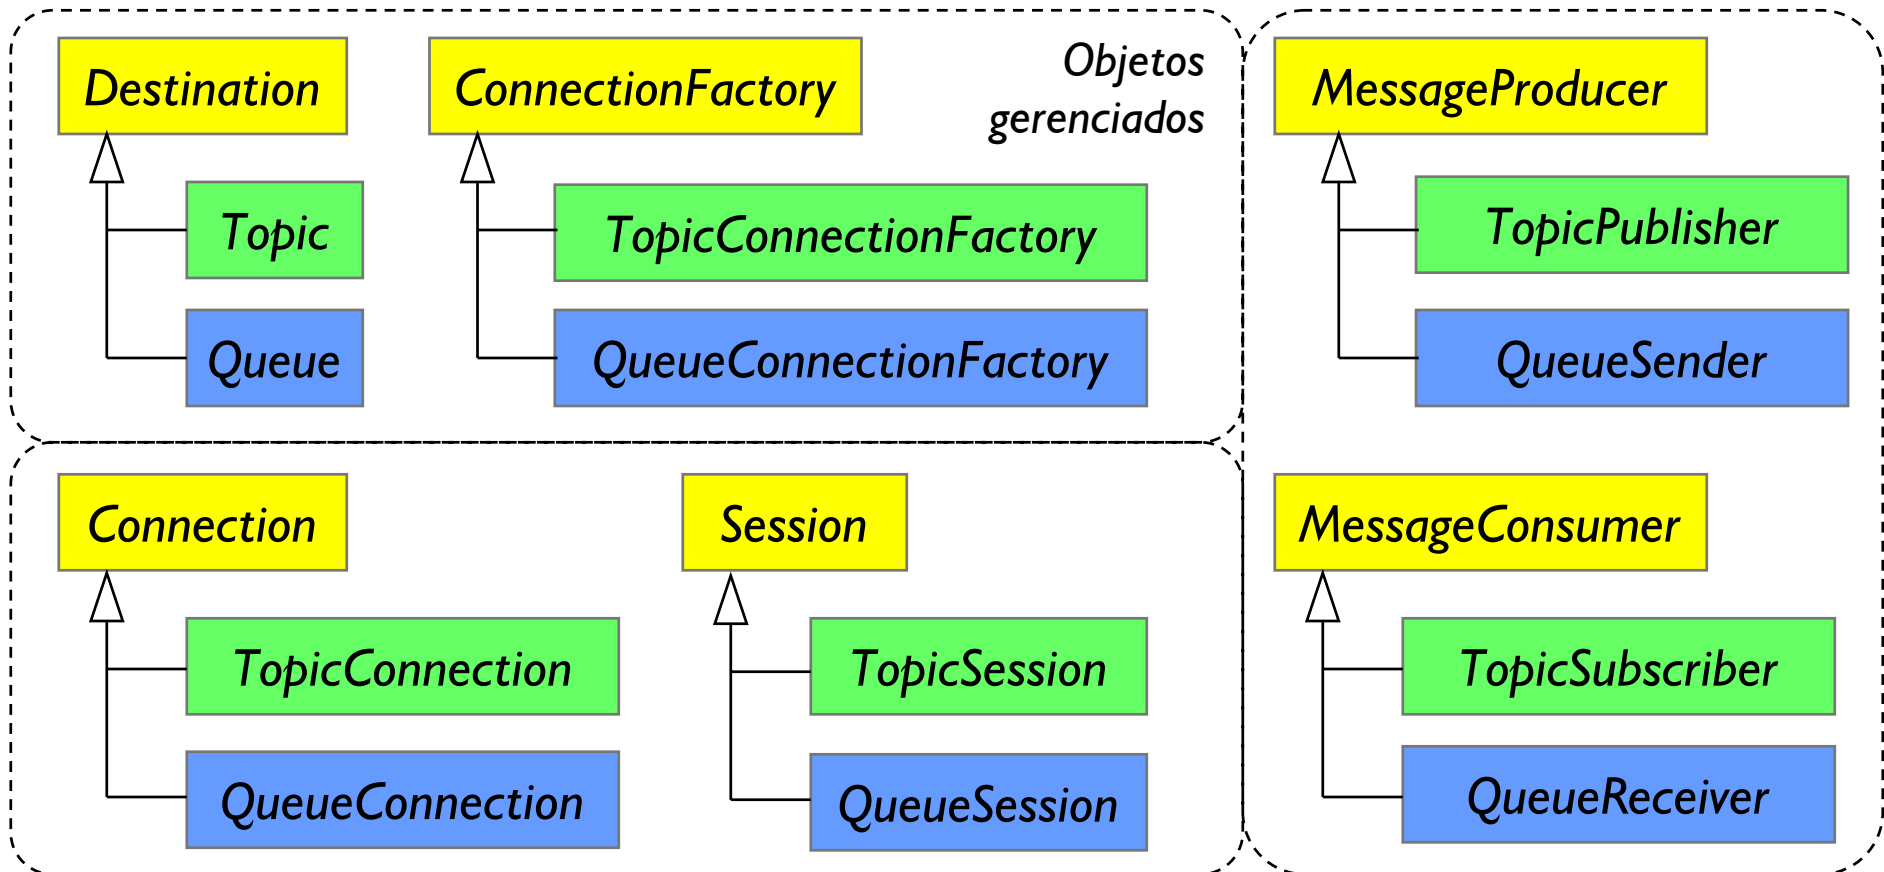 Destination
ConnectionFactory
Objetos
gerenciados
Topic
TopicConnectionFactory
Queue
QueueConnectionFactory
MessageProducer
TopicPublisher
QueueSender
Connection
Session
TopicConnection
TopicSession
QueueConnection
QueueSession
MessageConsumer
TopicSubscriber
QueueReceiver